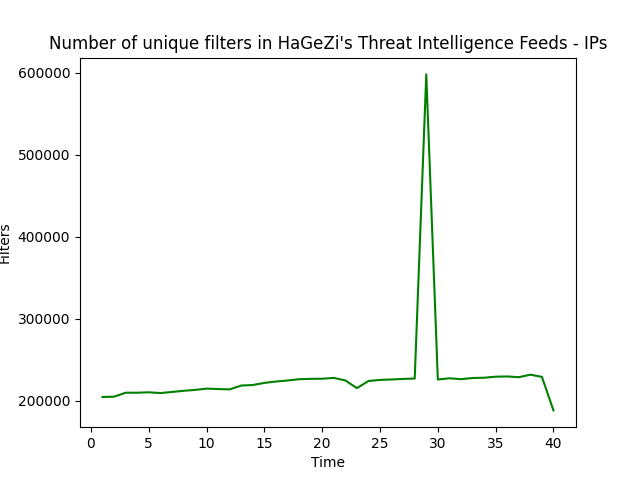 Number of unique filters in HaGeZi's Threat Intelligence Feeds - IPs
600000
500000
400000
300000
200000
Filters
0 5 10 15 20 25 30 35 40
Time